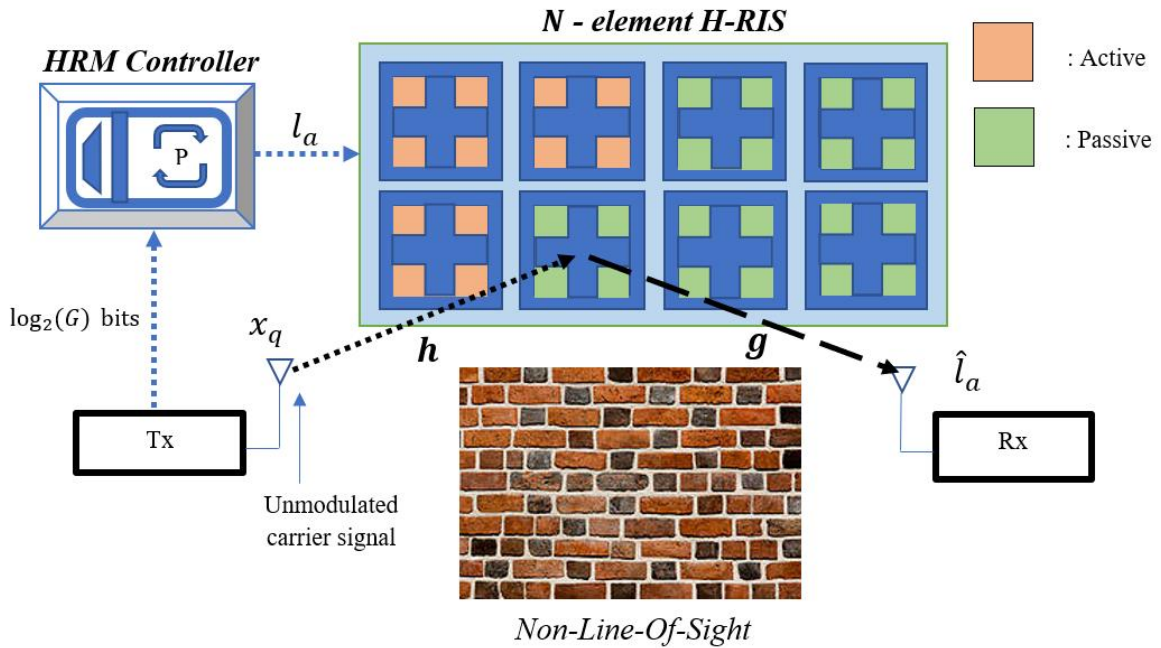 N - element H-RIS
HRM Controller
: Active
P
l_a
: Passive
log₂(G) bits
x_q
h
g
l̂_a
Tx
Rx
Unmodulated
carrier signal
Non-Line-Of-Sight